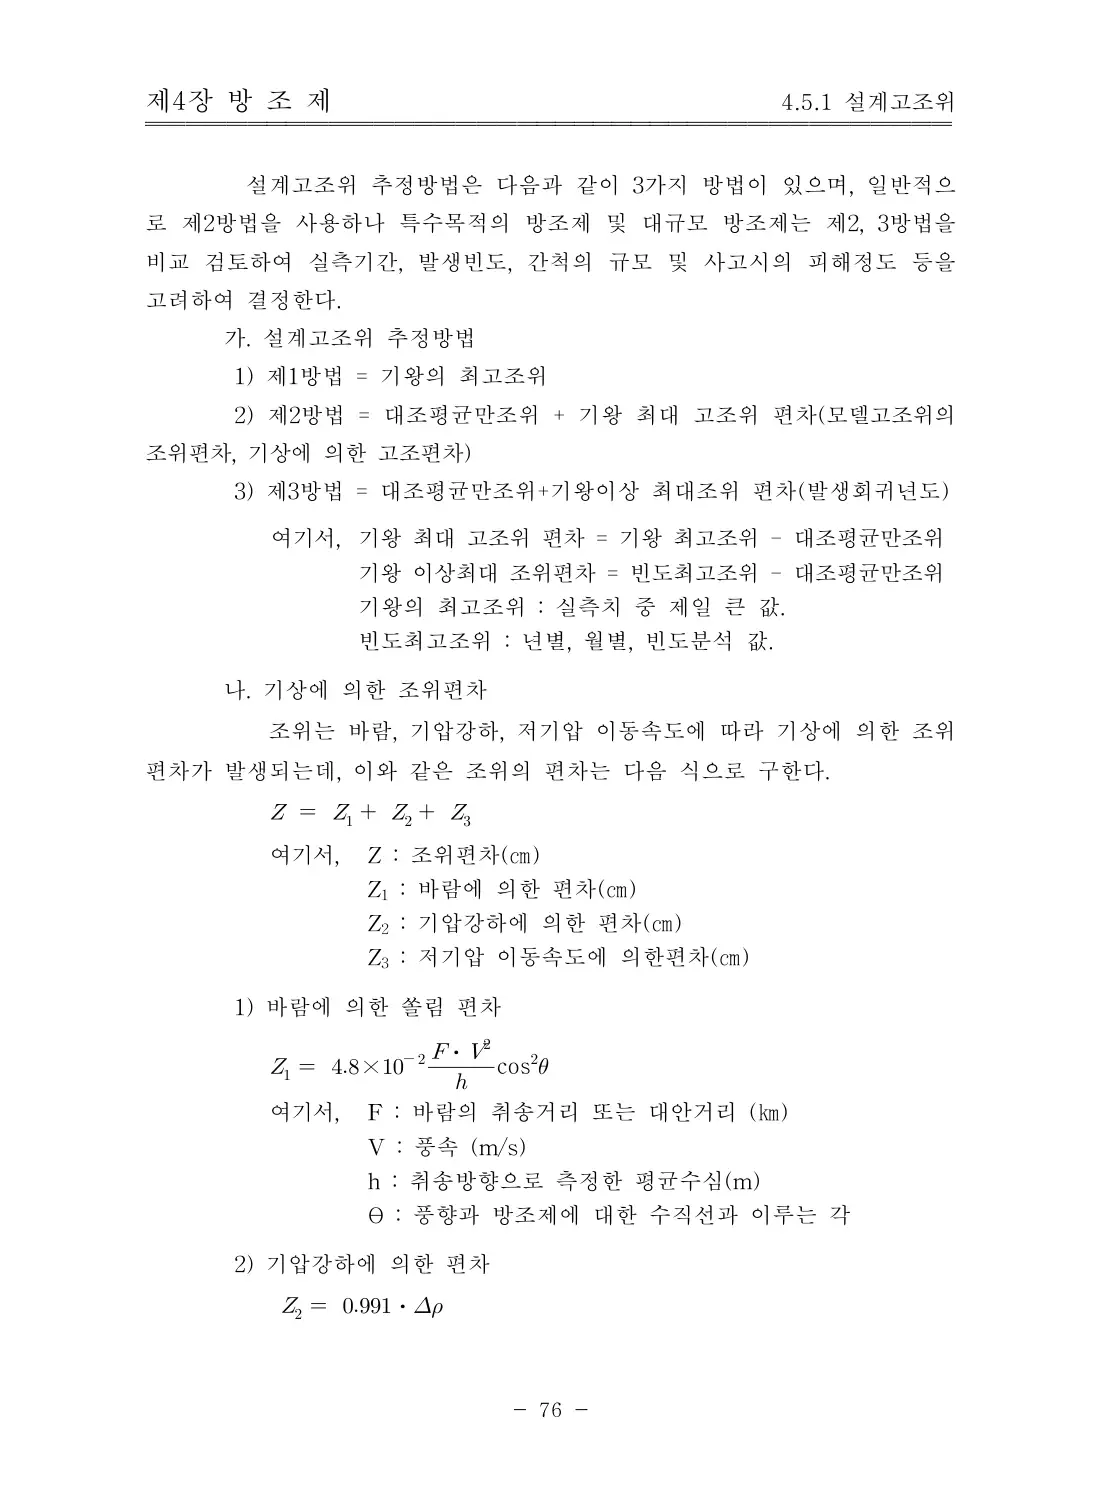 제4장 방 조 제
4.5.1 설계고조위
설계고조위 추정방법은 다음과 같이 3가지 방법이 있으며, 일반적으
로 제2방법을 사용하나 특수목적의 방조제 및 대규모 방조제는 제2, 3방법을
비교 검토하여 실측기간, 발생빈도, 간척의 규모 및 사고시의 피해정도 등을
고려하여 결정한다.
가. 설계고조위 추정방법
1) 제1방법 = 기왕의 최고조위
2) 제2방법 = 대조평균만조위 + 기왕 최대 고조위 편차(모델고조위의
조위편차, 기상에 의한 고조편차)
3) 제3방법 = 대조평균만조위+기왕이상 최대조위 편차(발생회귀년도)
여기서, 기왕 최대 고조위 편차 = 기왕 최고조위 - 대조평균만조위
기왕 이상최대 조위편차 = 빈도최고조위 - 대조평균만조위
기왕의 최고조위 : 실측치 중 제일 큰 값.
빈도최고조위 : 년별, 월별, 빈도분석 값.
나. 기상에 의한 조위편차
조위는 바람, 기압강하, 저기압 이동속도에 따라 기상에 의한 조위
편차가 발생되는데, 이와 같은 조위의 편차는 다음 식으로 구한다.
Z = Z₁ + Z₂ + Z₃
여기서, Z : 조위편차(㎝)
Z₁ : 바람에 의한 편차(㎝)
Z₂ : 기압강하에 의한 편차(㎝)
Z₃ : 저기압 이동속도에 의한편차(㎝)
1) 바람에 의한 쏠림 편차
Z₁ = 4.8×10⁻² F· V²/h cos²θ
여기서, F : 바람의 취송거리 또는 대안거리 (㎞)
V : 풍속 (m/s)
h : 취송방향으로 측정한 평균수심(m)
Θ : 풍향과 방조제에 대한 수직선과 이루는 각
2) 기압강하에 의한 편차
Z₂ = 0.991·Δρ
- 76 -